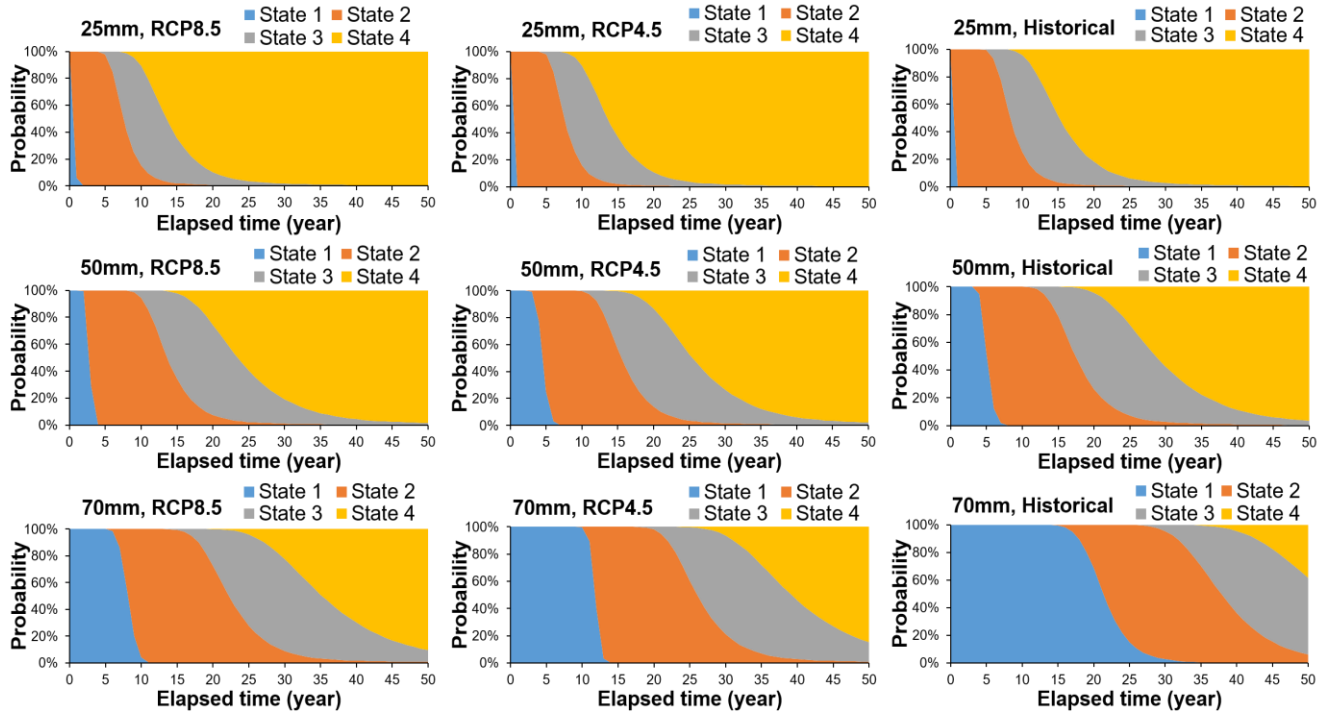 25mm, RCP8.5
State 1 State 2
State 3 State 4
Probability
100%
80%
60%
40%
20%
0%
0 5 10 15 20 25 30 35 40 45 50
Elapsed time (year)
25mm, RCP4.5
State 1 State 2
State 3 State 4
Probability
100%
80%
60%
40%
20%
0%
0 5 10 15 20 25 30 35 40 45 50
Elapsed time (year)
25mm, Historical
State 1 State 2
State 3 State 4
Probability
100%
80%
60%
40%
20%
0%
0 5 10 15 20 25 30 35 40 45 50
Elapsed time (year)
50mm, RCP8.5
State 1 State 2
State 3 State 4
Probability
100%
80%
60%
40%
20%
0%
0 5 10 15 20 25 30 35 40 45 50
Elapsed time (year)
50mm, RCP4.5
State 1 State 2
State 3 State 4
Probability
100%
80%
60%
40%
20%
0%
0 5 10 15 20 25 30 35 40 45 50
Elapsed time (year)
50mm, Historical
State 1 State 2
State 3 State 4
Probability
100%
80%
60%
40%
20%
0%
0 5 10 15 20 25 30 35 40 45 50
Elapsed time (year)
70mm, RCP8.5
State 1 State 2
State 3 State 4
Probability
100%
80%
60%
40%
20%
0%
0 5 10 15 20 25 30 35 40 45 50
Elapsed time (year)
70mm, RCP4.5
State 1 State 2
State 3 State 4
Probability
100%
80%
60%
40%
20%
0%
0 5 10 15 20 25 30 35 40 45 50
Elapsed time (year)
70mm, Historical
State 1 State 2
State 3 State 4
Probability
100%
80%
60%
40%
20%
0%
0 5 10 15 20 25 30 35 40 45 50
Elapsed time (year)